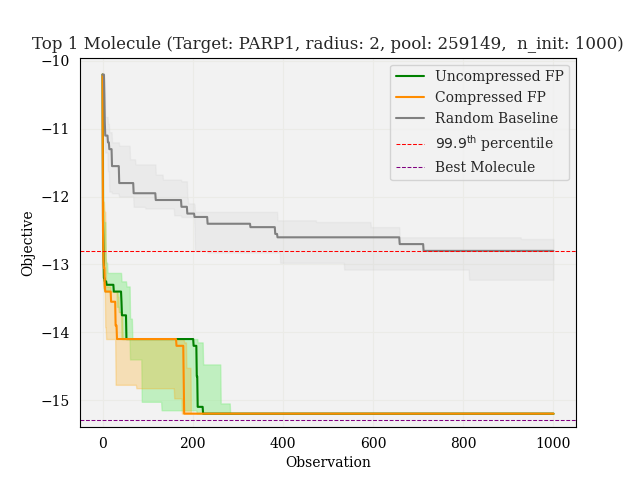 Top 1 Molecule (Target: PARP1, radius: 2, pool: 259149,  n_init: 1000)
Uncompressed FP
Compressed FP
Random Baseline
99.9th percentile
Best Molecule
Objective
−10
−11
−12
−13
−14
−15
0 200 400 600 800 1000
Observation